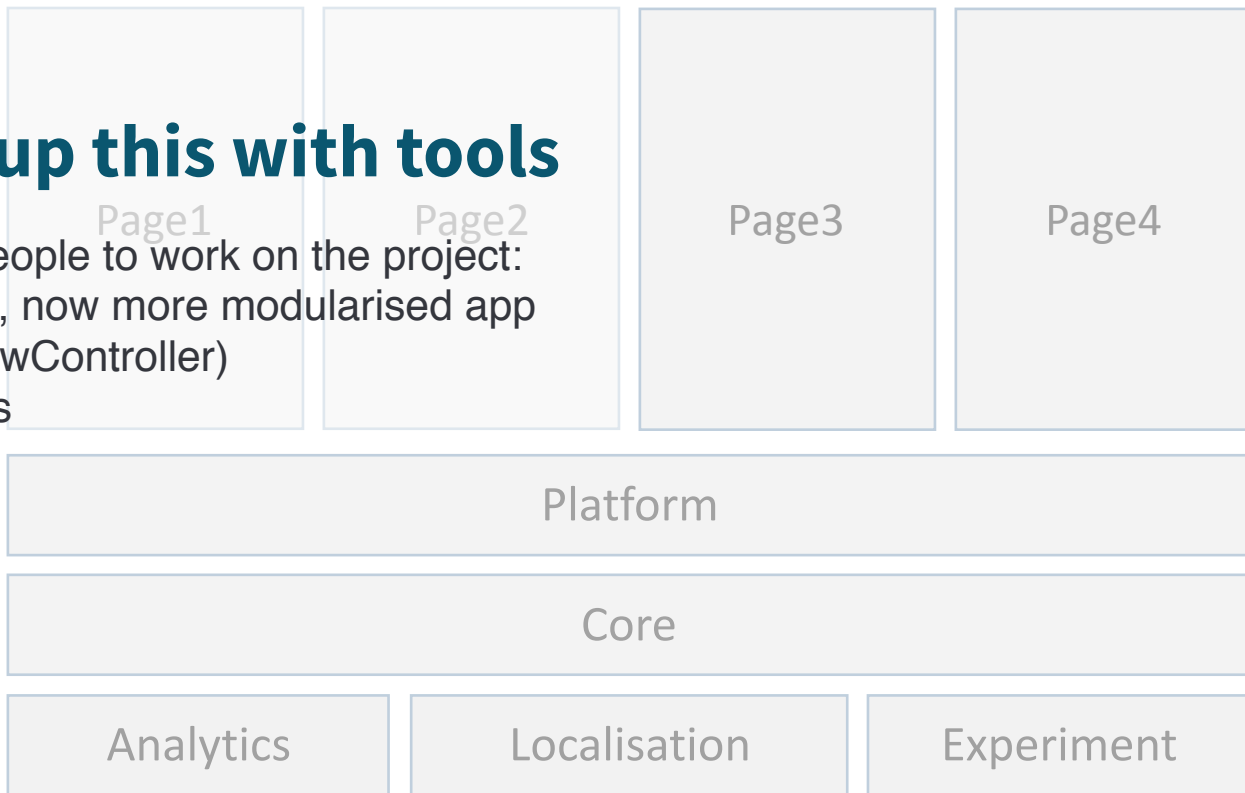 up this with tools
Page1 Page2 Page3 Page4
eople to work on the project:
, now more modularised app
wController)
s
Platform
Core
Analytics Localisation Experiment